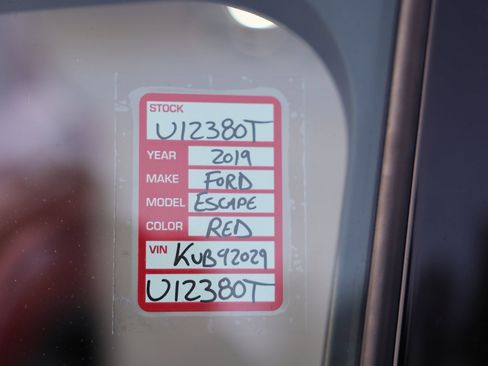 STOCK
U12380T
YEAR 2019
MAKE FORD
MODEL ESCAPE
COLOR RED
VIN KUB92029
U12380T